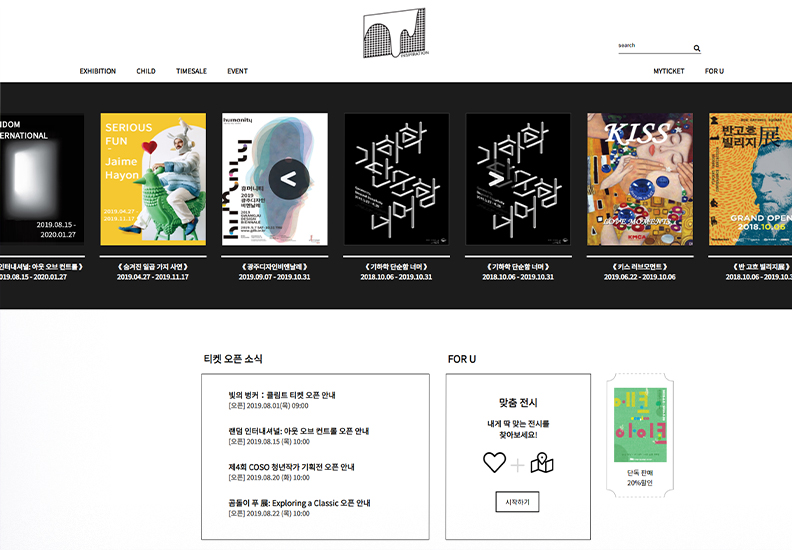 INSPIRATION
search
EXHIBITION CHILD TIMESALE EVENT MYTICKET FOR U
IDOM
ERNATIONAL
2019.08.15 -
2020.01.27
SERIOUS
FUN
Jaime
Hayon
2019.04.27 -
2019.11.17
humanity
휴머니티
2019
광주디자인
비엔날레
2019
GWANGJU
DESIGN
BIENNALE
기하학
단순함
너머
기하학
단순함
너머
KISS
LOVE MOMENTS
KMCA
반 고흐
빌리지展
GRAND OPEN
2018.10.06
인터내셔널: 아웃 오브 컨트롤 》
019.08.15 - 2020.01.27
《 숨겨진 일곱 가지 사연 》
2019.04.27 - 2019.11.17
《 광주디자인비엔날레 》
2019.09.07 - 2019.10.31
《 기하학 단순함 너머 》
2018.10.06 - 2019.10.31
《 기하학 단순함 너머 》
2018.10.06 - 2019.10.31
《 키스 러브모먼트 》
2019.06.22 - 2019.10.06
《 반 고흐 빌리지展 》
2018.10.06 - 2019.10.3
티켓 오픈 소식
빛의 벙커 : 클림트 티켓 오픈 안내
[오픈] 2019.08.01(목) 09:00
랜덤 인터내셔널: 아웃 오브 컨트롤 오픈 안내
[오픈] 2019.08.15 (목) 10:00
제4회 COSO 청년작가 기획전 오픈 안내
[오픈] 2019.08.20 (화) 10:00
곰돌이 푸 展: Exploring a Classic 오픈 안내
[오픈] 2019.08.22 (목) 10:00
FOR U
맞춤 전시
내게 딱 맞는 전시를
찾아보세요!
시작하기
에코
아이코
단독 판매
20%할인